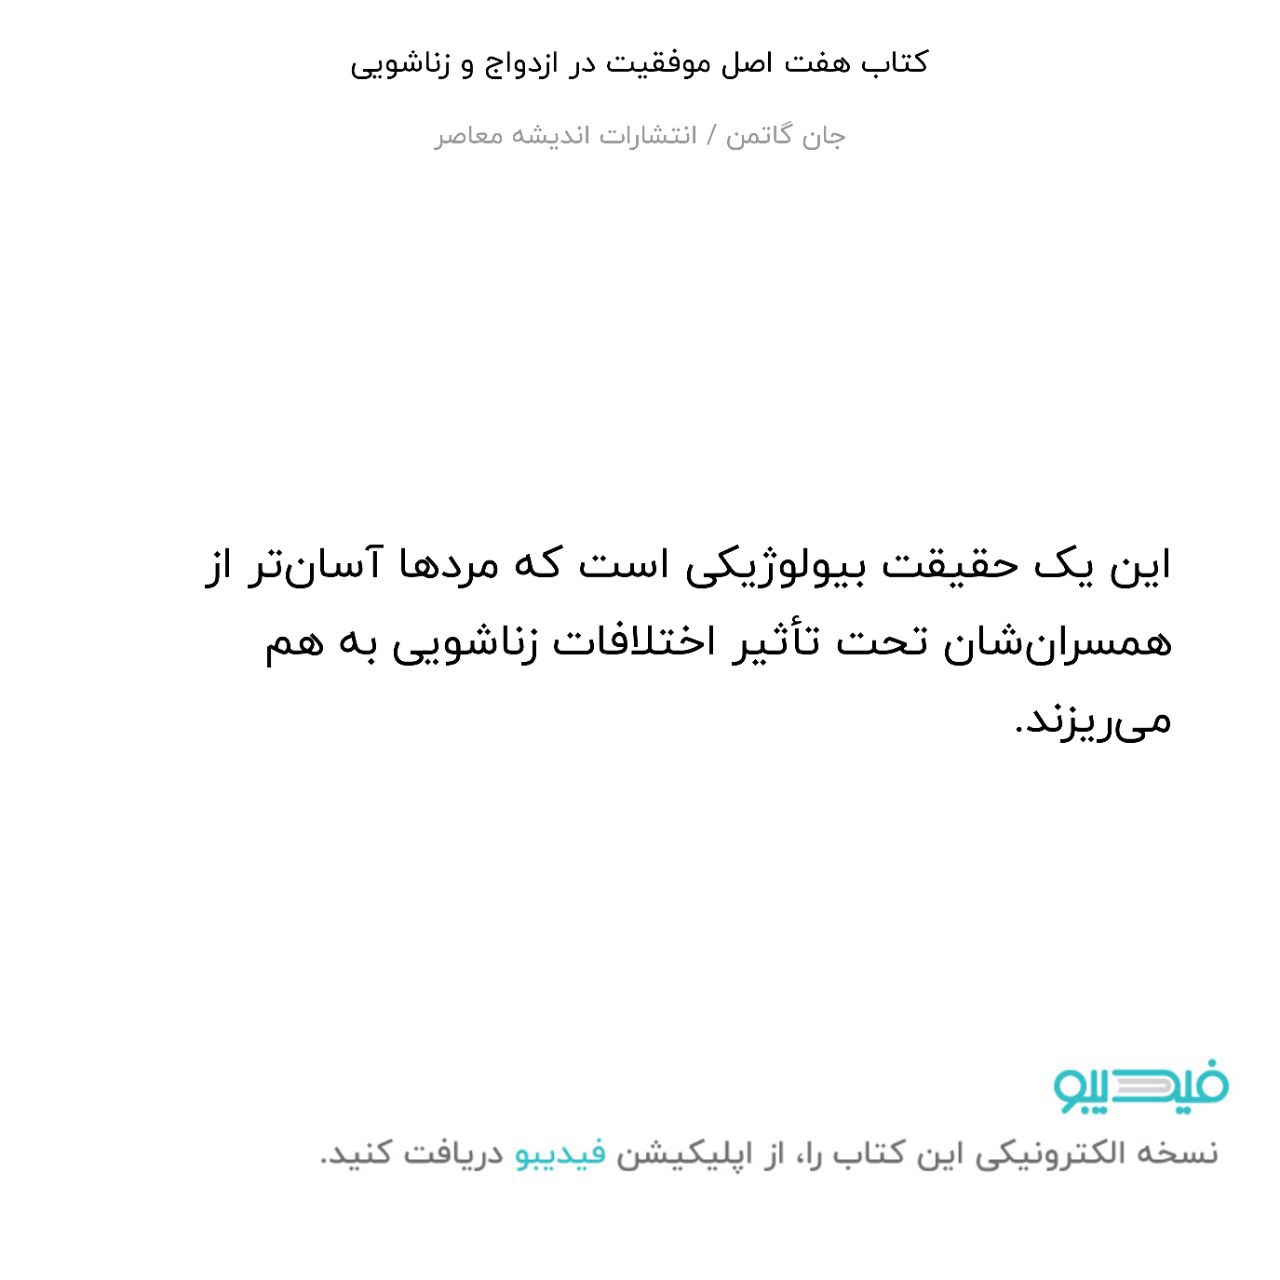 کتاب هفت اصل موفقیت در ازدواج و زناشویی
جان گاتمن / انتشارات اندیشه معاصر
این یک حقیقت بیولوژیکی است که مردها آسان‌تر از
همسران‌شان تحت تأثیر اختلافات زناشویی به هم
می‌ریزند.
فیدیبو
نسخه الکترونیکی این کتاب را، از اپلیکیشن فیدیبو دریافت کنید.